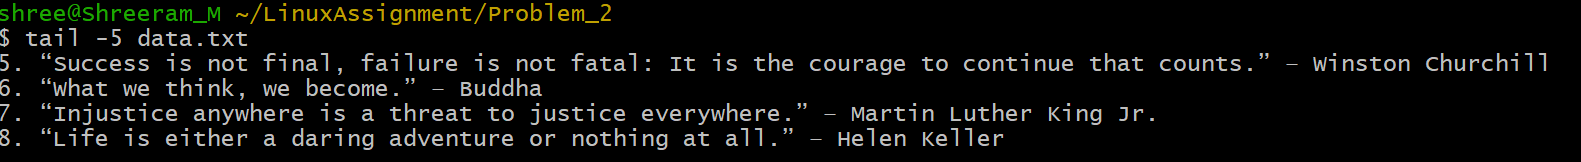 shree@Shreeram_M ~/LinuxAssignment/Problem_2
$ tail -5 data.txt
5. “Success is not final, failure is not fatal: It is the courage to continue that counts.” – Winston Churchill
6. “What we think, we become.” – Buddha
7. “Injustice anywhere is a threat to justice everywhere.” – Martin Luther King Jr.
8. “Life is either a daring adventure or nothing at all.” – Helen Keller